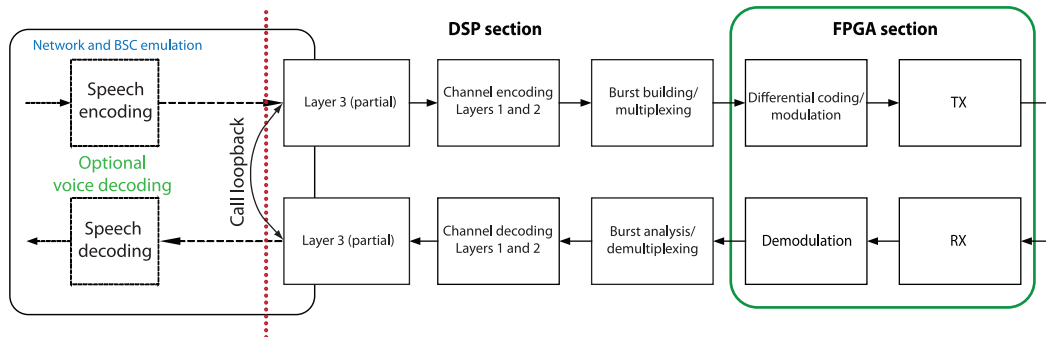 DSP section
FPGA section
Network and BSC emulation
Speech
encoding
Layer 3 (partial)
Channel encoding
Layers 1 and 2
Burst building/
multiplexing
Differential coding/
modulation
TX
Optional
voice decoding
Call loopback
Speech
decoding
Layer 3 (partial)
Channel decoding
Layers 1 and 2
Burst analysis/
demultiplexing
Demodulation
RX